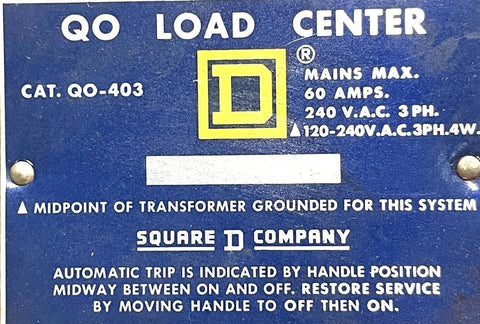 QO LOAD CENTER
D ®
CAT. QO-403
MAINS MAX.
60 AMPS.
240 V.A.C. 3 PH.
▲120-240V.A.C.3PH.4W.
▲ MIDPOINT OF TRANSFORMER GROUNDED FOR THIS SYSTEM
SQUARE D COMPANY
AUTOMATIC TRIP IS INDICATED BY HANDLE POSITION
MIDWAY BETWEEN ON AND OFF. RESTORE SERVICE
BY MOVING HANDLE TO OFF THEN ON.